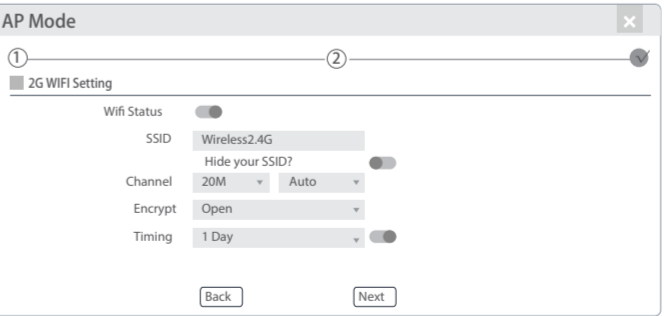 AP Mode
×
1 2
2G WIFI Setting
Wifi Status
SSID Wireless2.4G
Hide your SSID?
Channel 20M Auto
Encrypt Open
Timing 1 Day
Back Next